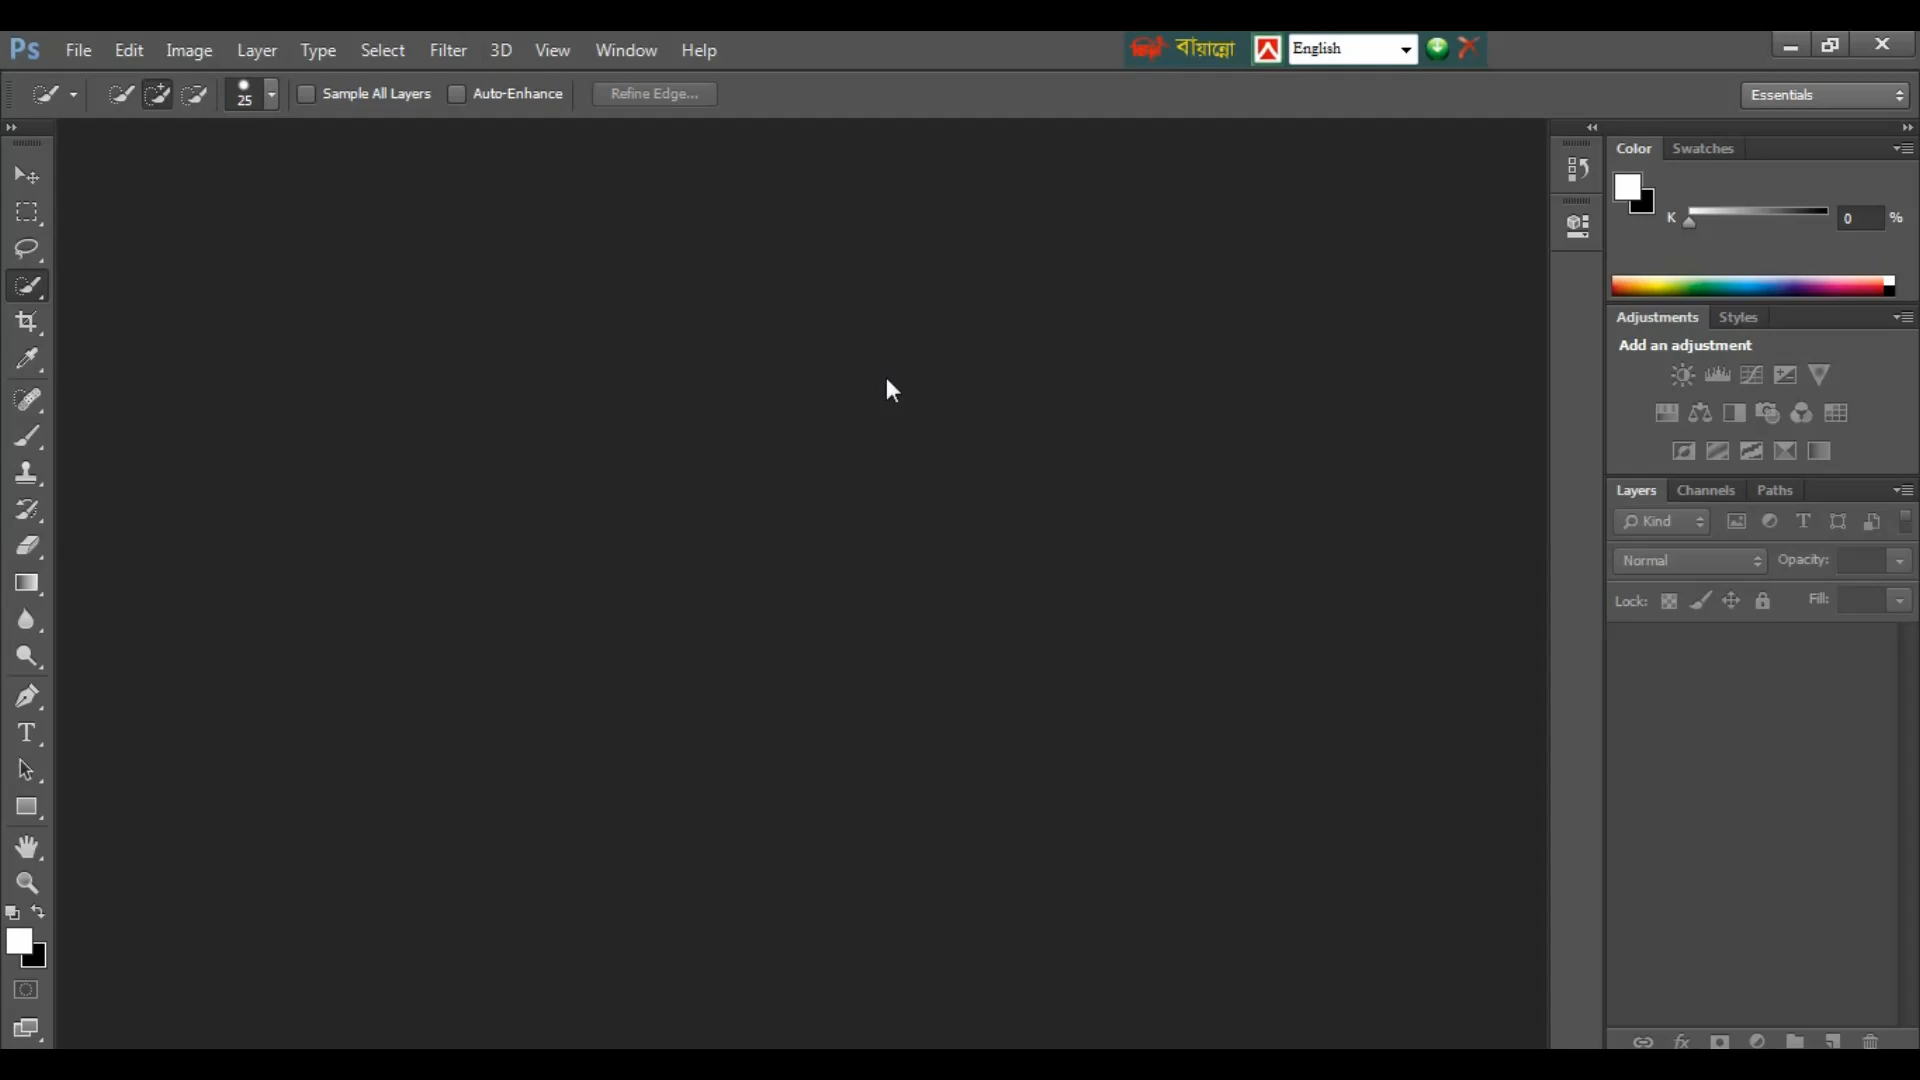 Ps File Edit Image Layer Type Select Filter 3D View Window Help
বায়ান্নো English
25 Sample All Layers Auto-Enhance Refine Edge... Essentials
Color Swatches
K 0 %
Adjustments Styles
Add an adjustment
Layers Channels Paths
Kind
Normal Opacity:
Lock: Fill: